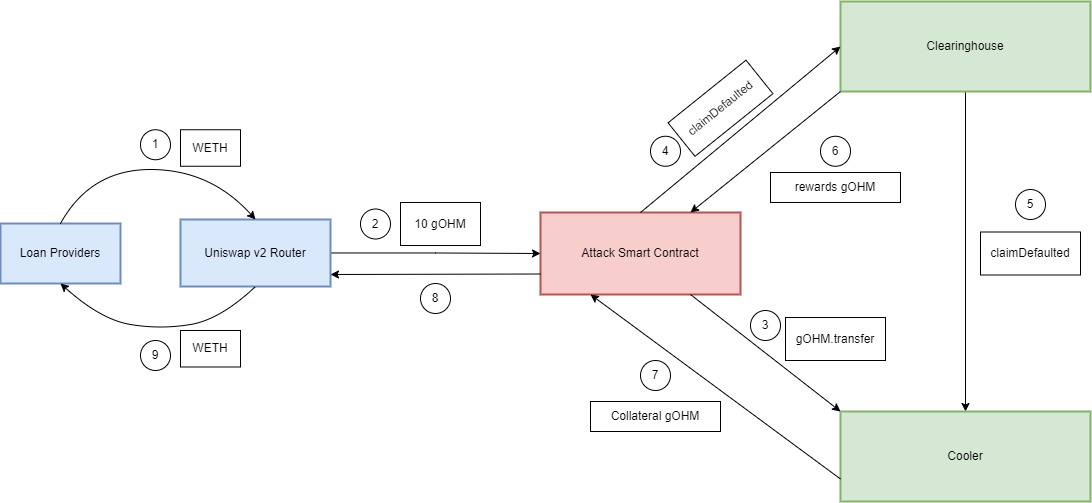 Clearinghouse
claimDefaulted
4
1
WETH
6
rewards gOHM
5
claimDefaulted
2
10 gOHM
Loan Providers
Uniswap v2 Router
Attack Smart Contract
8
3
gOHM.transfer
9
WETH
7
Collateral gOHM
Cooler